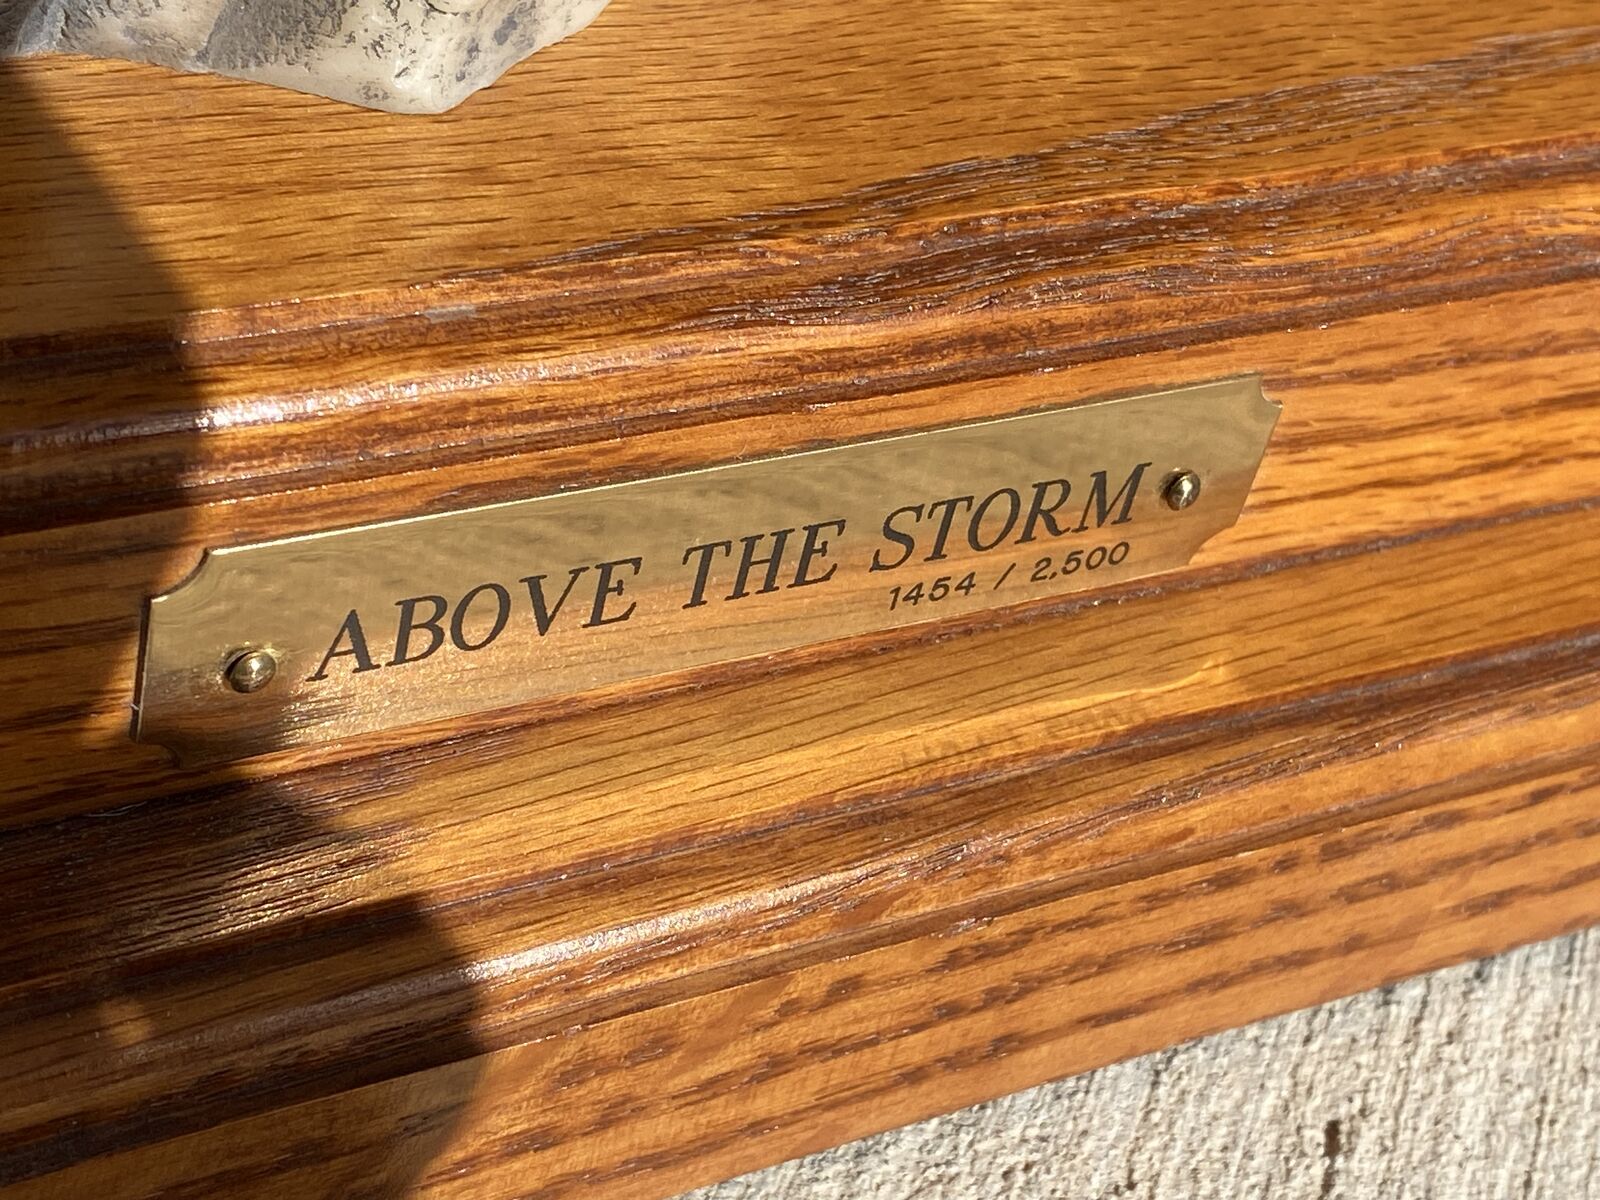 ABOVE THE STORM
1454 / 2,500